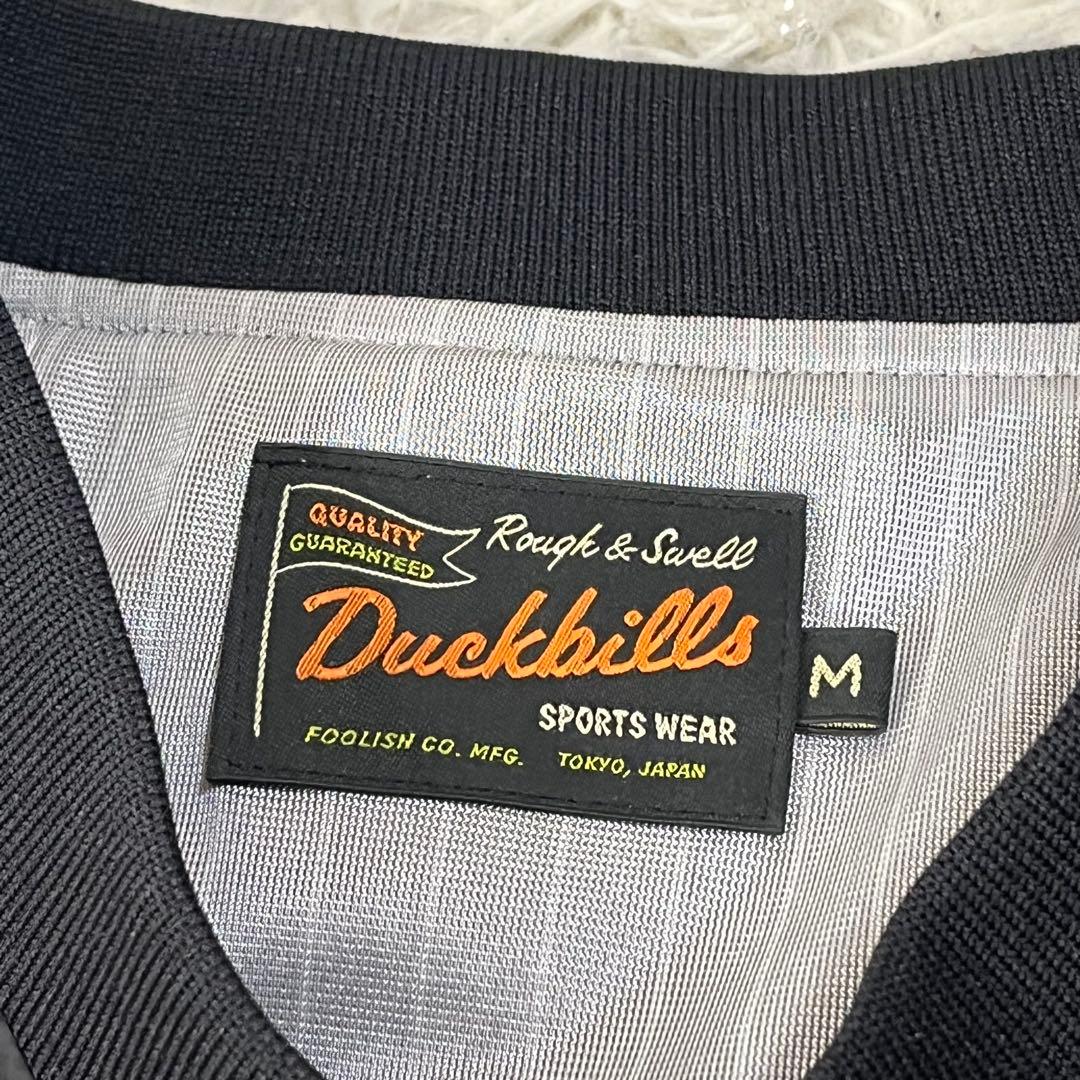 QUALITY
GUARANTEED
Rough & Swell
Duckbills
SPORTS WEAR
FOOLISH CO. MFG. TOKYO, JAPAN
M